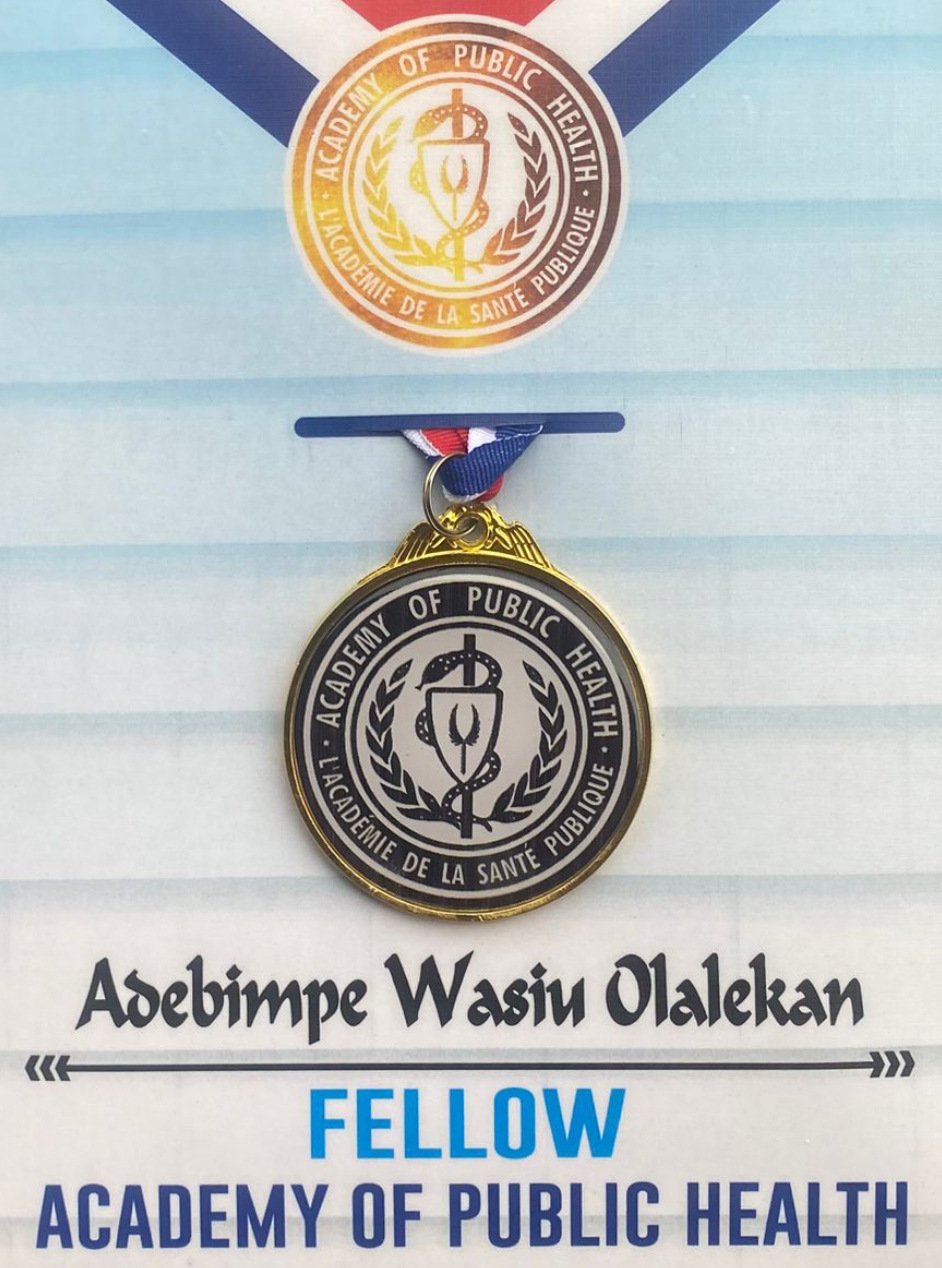 · ACADEMY OF PUBLIC HEALTH ·
L'ACADÉMIE DE LA SANTÉ PUBLIQUE
· ACADEMY OF PUBLIC HEALTH ·
L'ACADÉMIE DE LA SANTÉ PUBLIQUE
Adebimpe Wasiu Olalekan
FELLOW
ACADEMY OF PUBLIC HEALTH